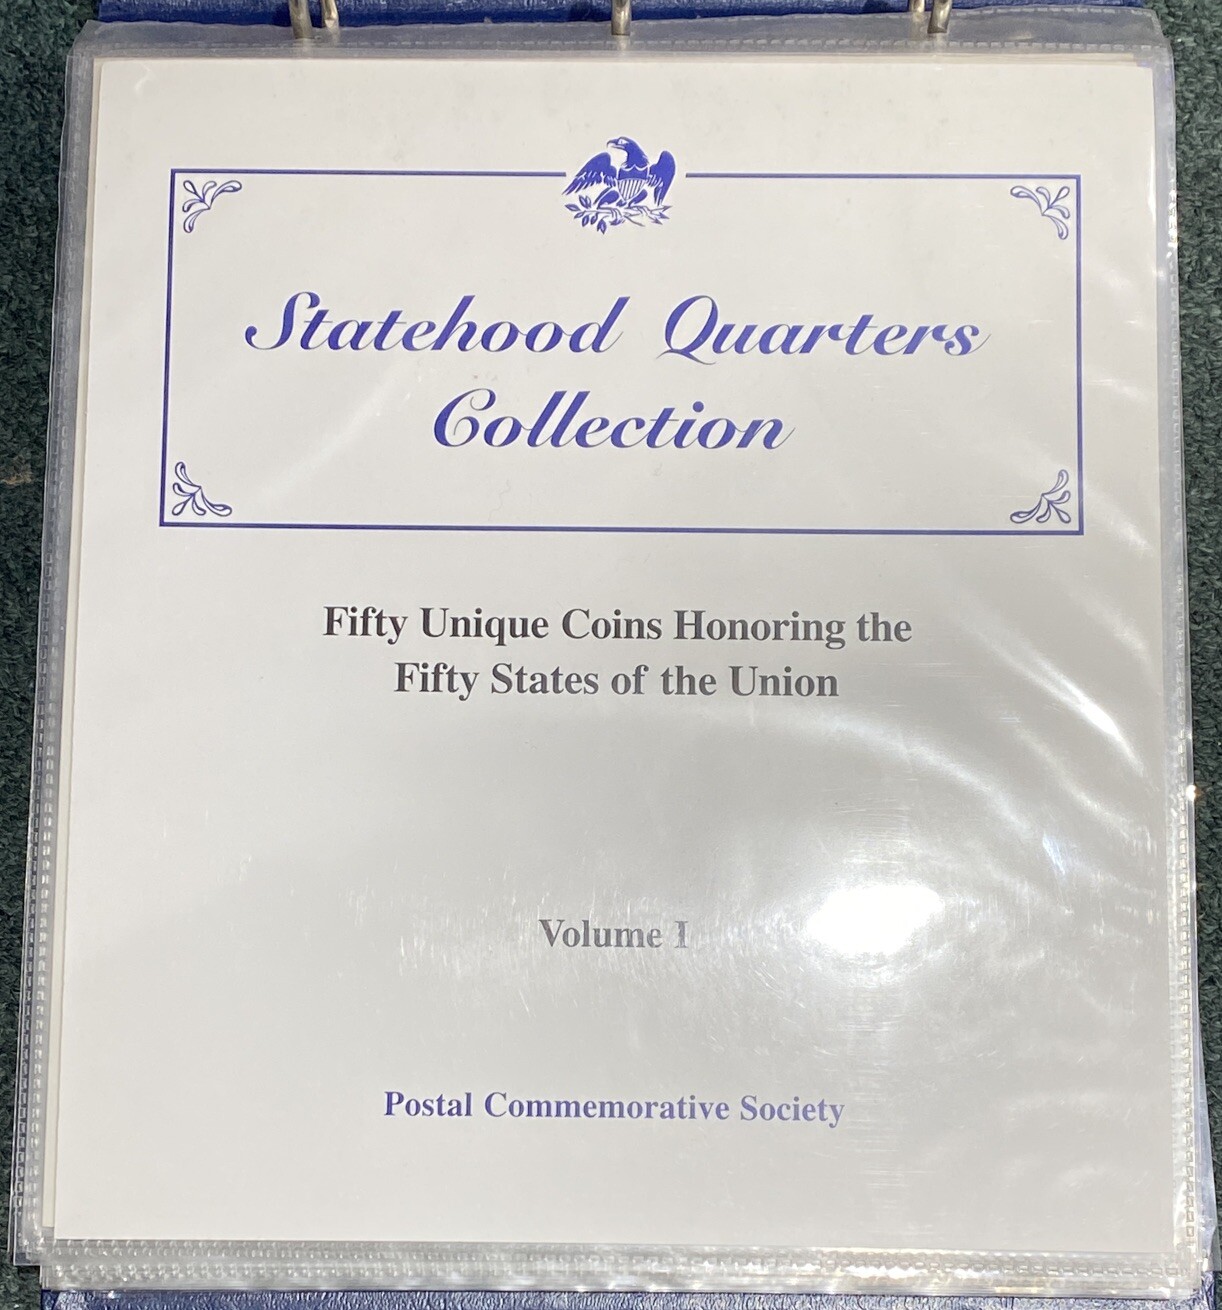 Statehood Quarters
Collection
Fifty Unique Coins Honoring the
Fifty States of the Union
Volume I
Postal Commemorative Society